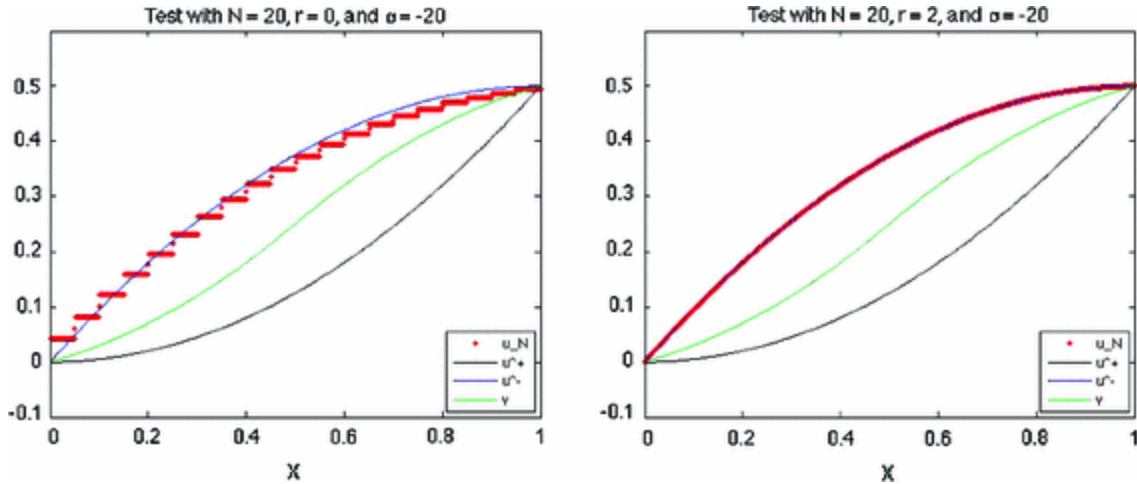 Test with N = 20, r = 0, and σ = -20
0.5
0.4
0.3
0.2
0.1
0
-0.1
0
0.2
0.4
0.6
0.8
1
X
u_N
u^+
u^-
Test with N = 20, r = 2, and σ = -20
0.5
0.4
0.3
0.2
0.1
0
-0.1
0
0.2
0.4
0.6
0.8
1
X
u_N
u^+
u^-